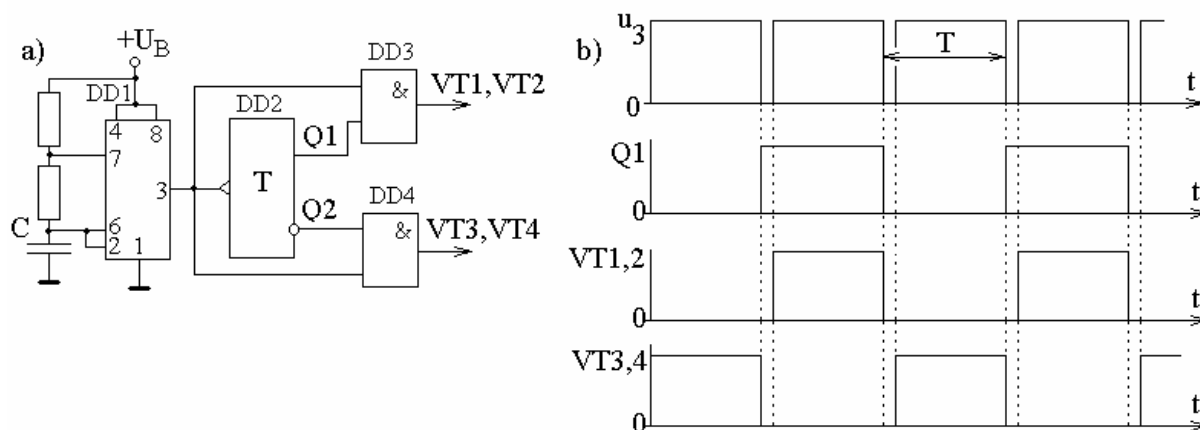 a)
+U_B
DD1
4
8
7
3
6
2
1
C
DD2
T
Q1
Q2
DD3
&
VT1,VT2
DD4
&
VT3,VT4
b)
u_3
T
t
0
Q1
t
0
VT1,2
t
0
VT3,4
t
0